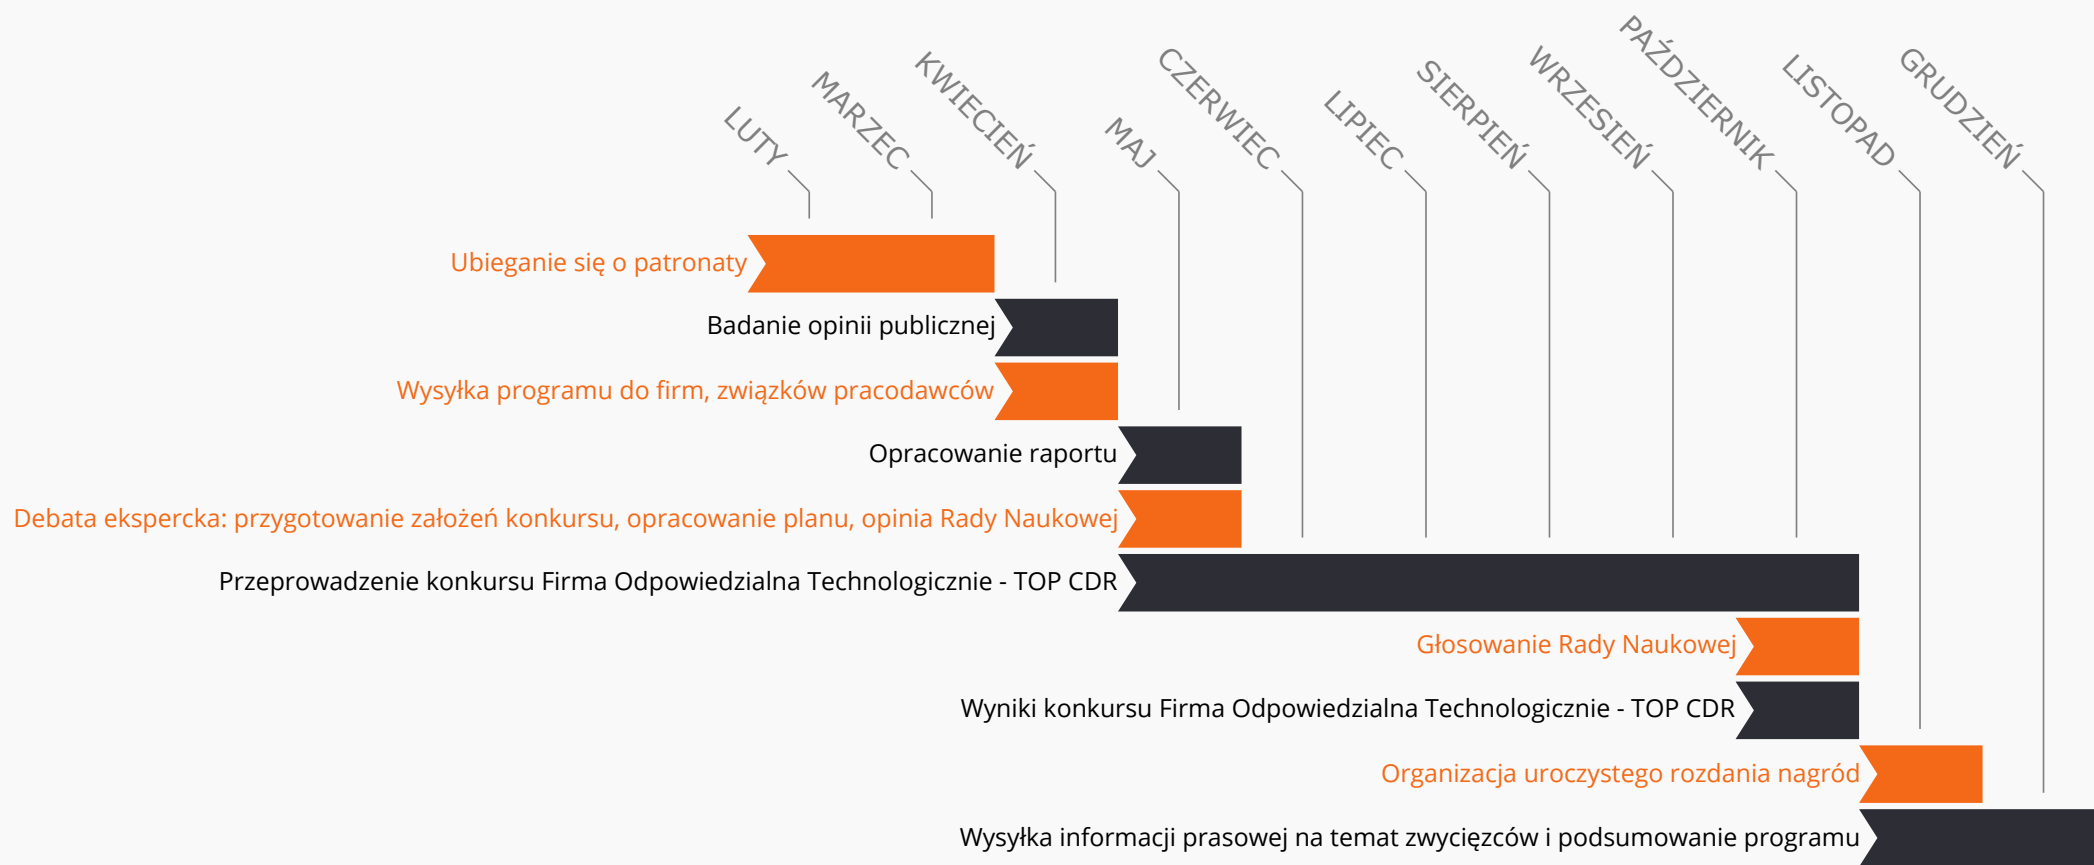 LUTY
MARZEC
KWIECIEŃ
MAJ
CZERWIEC
LIPIEC
SIERPIEŃ
WRZESIEŃ
PAŹDZIERNIK
LISTOPAD
GRUDZIEŃ
Ubieganie się o patronaty
Badanie opinii publicznej
Wysyłka programu do firm, związków pracodawców
Opracowanie raportu
Debata ekspercka: przygotowanie założeń konkursu, opracowanie planu, opinia Rady Naukowej
Przeprowadzenie konkursu Firma Odpowiedzialna Technologicznie - TOP CDR
Głosowanie Rady Naukowej
Wyniki konkursu Firma Odpowiedzialna Technologicznie - TOP CDR
Organizacja uroczystego rozdania nagród
Wysyłka informacji prasowej na temat zwycięzców i podsumowanie programu